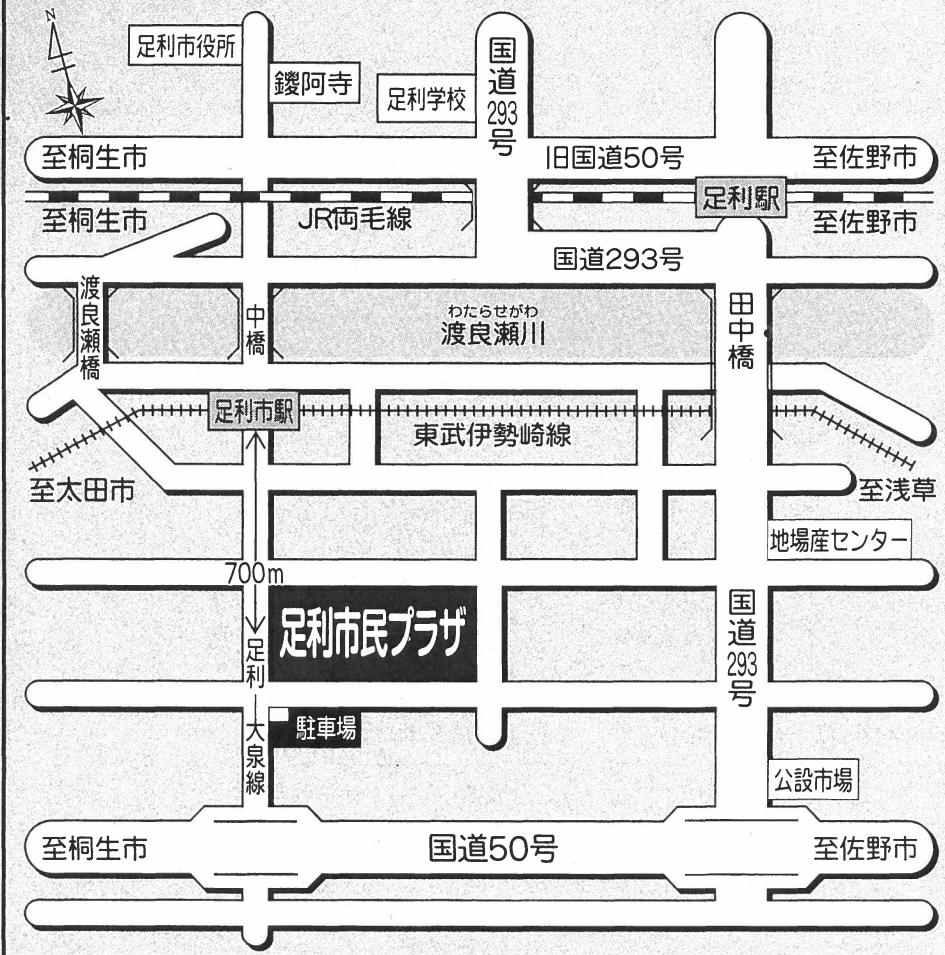 N
足利市役所
鑁阿寺
足利学校
国道293号
至桐生市
旧国道50号
至佐野市
足利駅
至桐生市
JR両毛線
至佐野市
国道293号
渡良瀬橋
中橋
わたらせがわ
渡良瀬川
田中橋
足利市駅
東武伊勢崎線
至太田市
至浅草
地場産センター
700m
足利市民プラザ
国道293号
足利
大泉線
駐車場
公設市場
至桐生市
国道50号
至佐野市